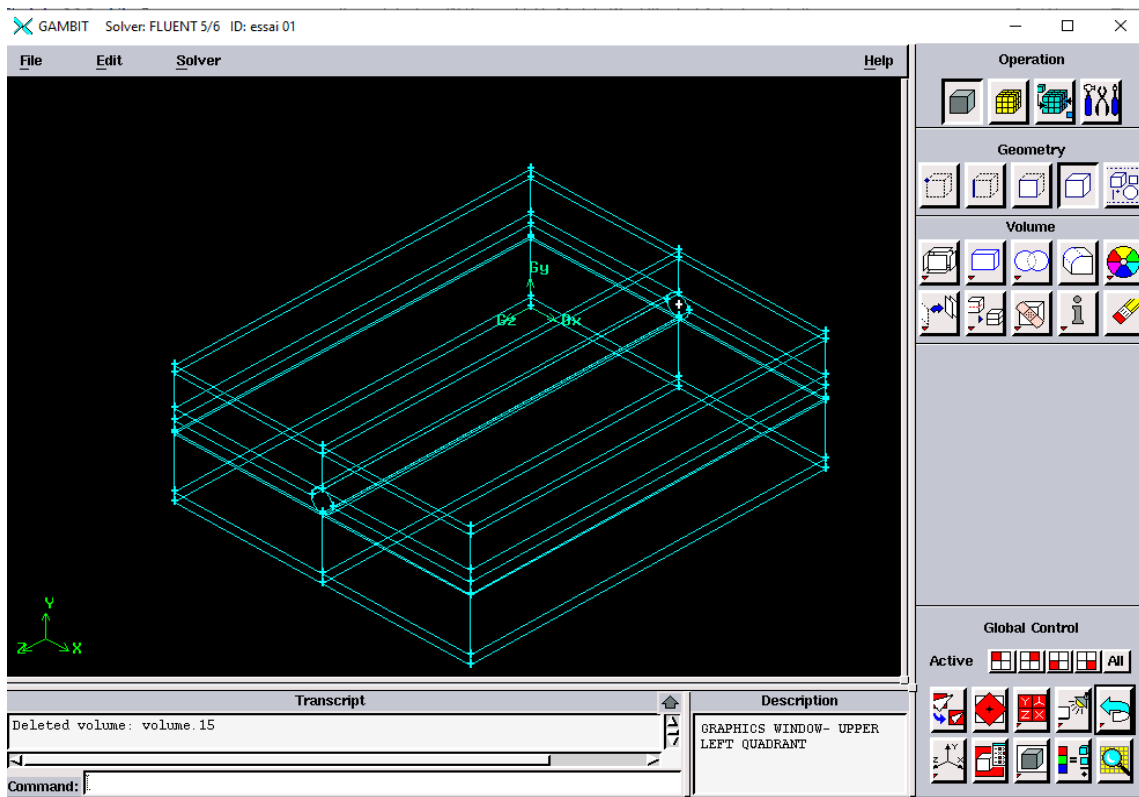 GAMBIT Solver: FLUENT 5/6 ID: essai 01
File Edit Solver Help
Operation
Geometry
Volume
Gy
Gz Gx
Y
Z X
Global Control
Active All
Transcript
Description
Deleted volume: volume.15
GRAPHICS WINDOW- UPPER
LEFT QUADRANT
Command: